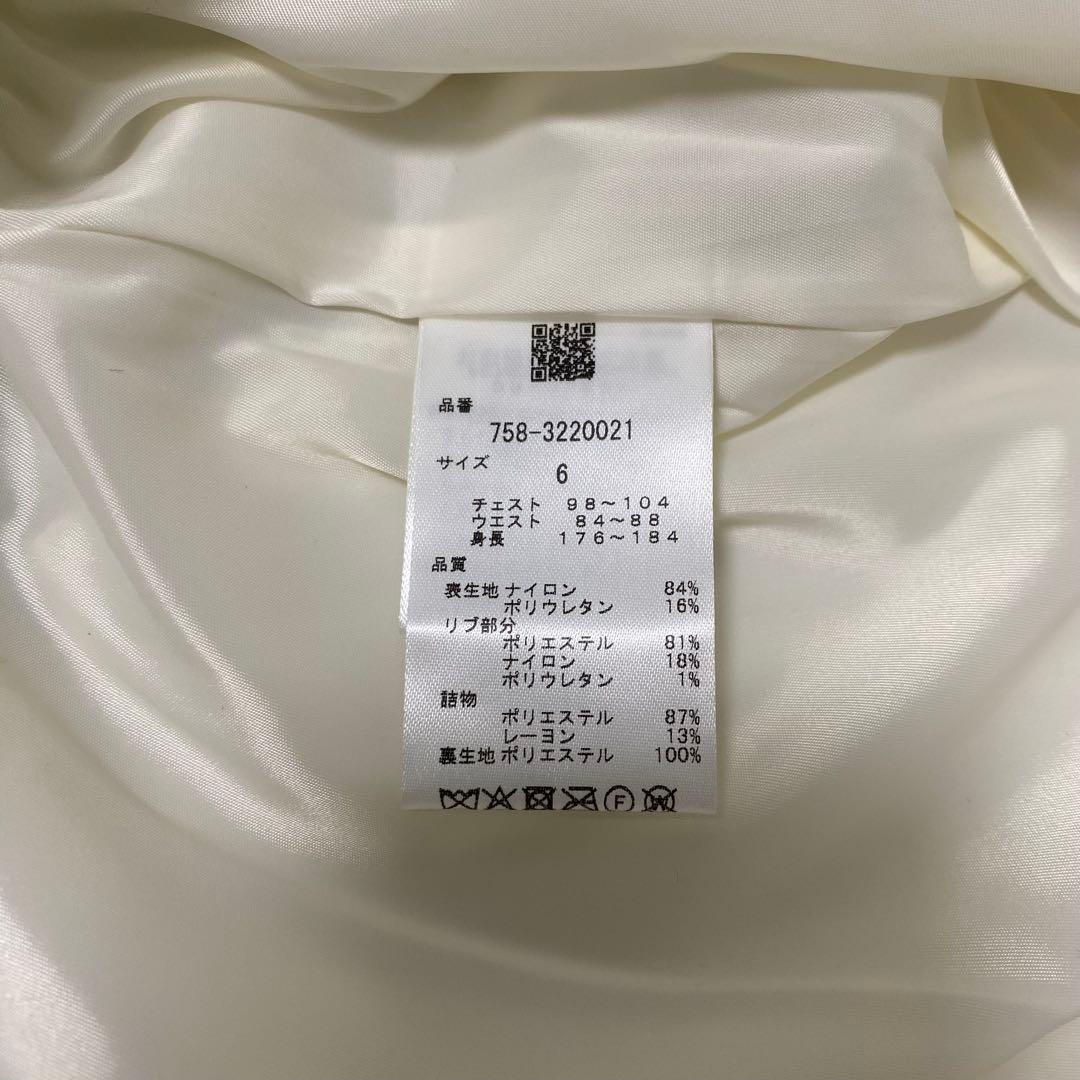 品番
758-3220021
サイズ
6
チェスト 98〜104
ウエスト 84〜88
身長 176〜184
品質
表生地 ナイロン 84%
ポリウレタン 16%
リブ部分
ポリエステル 81%
ナイロン 18%
ポリウレタン 1%
詰物
ポリエステル 87%
レーヨン 13%
裏生地 ポリエステル 100%
F W